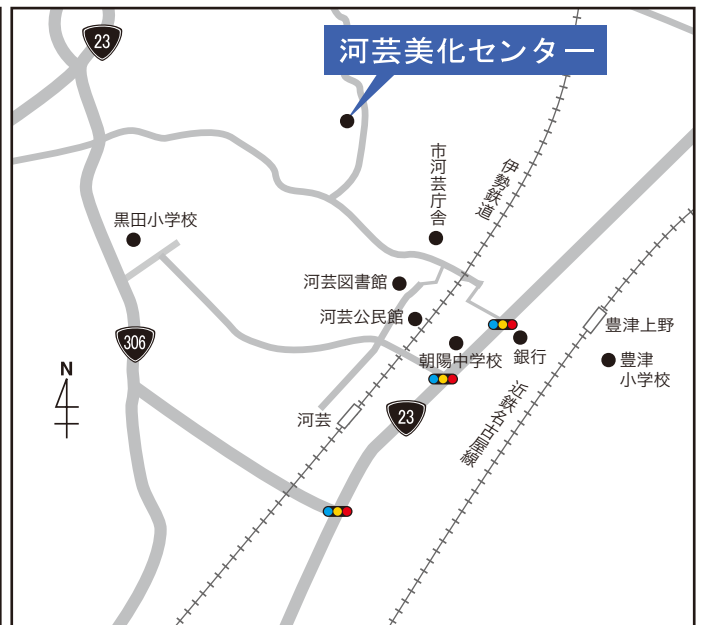 23
河芸美化センター
市河芸庁舎
伊勢鉄道
黒田小学校
河芸図書館
河芸公民館
306
豊津上野
朝陽中学校
銀行
豊津
小学校
N
河芸
23
近鉄名古屋線